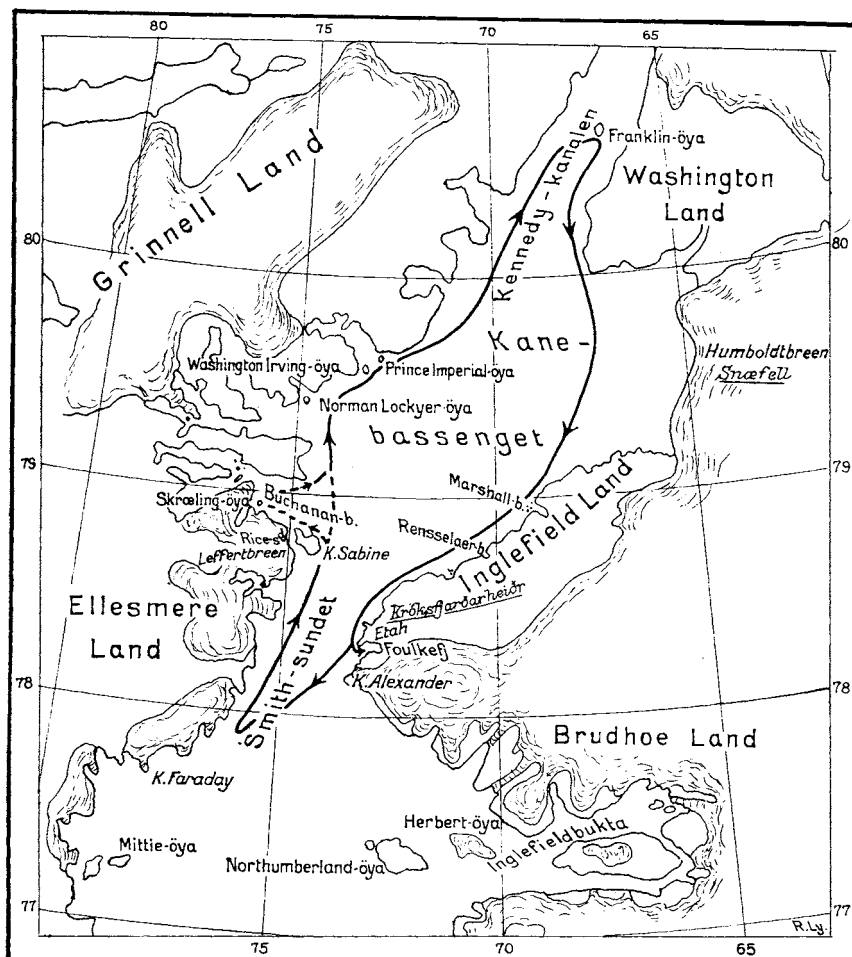 80 75 70 65
Franklin-öya
Kennedy-kanalen
Washington
Land
Grinnell Land
80 80
Kane-
Humboldtbreen
Snæfell
Washington Irving-öya
Prince Imperial-öya
Norman Lockyer-öya
bassenget
79 79
Marshall-b.
Buchanan-b.
Skræling-öya
Rensselaer-b.
Inglefield Land
Rice-s
Leffertbreen
K. Sabine
Króksfjarðarheiðr
Ellesmere
Land
Etah
Foulkefj
Smith-sundet
K. Alexander
78 78
Brudhoe Land
K. Faraday
Herbert-öya
Inglefieldbukta
Mittie-öya
Northumberland-öya
77 77
R.Ly.
75 70 65